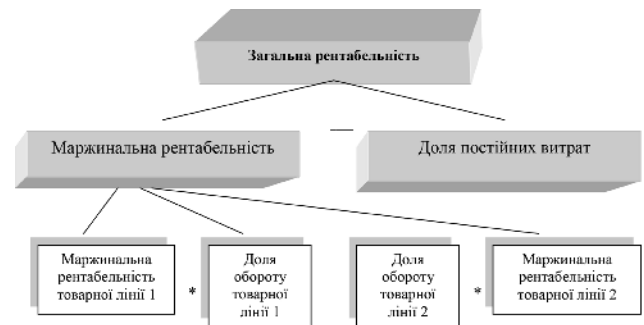 Загальна рентабельність
Маржинальна рентабельність
—
Доля постійних витрат
Маржинальна
рентабельність
товарної лінії 1
*
Доля
обороту
товарної
лінії 1
Доля
обороту
товарної
лінії 2
*
Маржинальна
рентабельність
товарної лінії 2